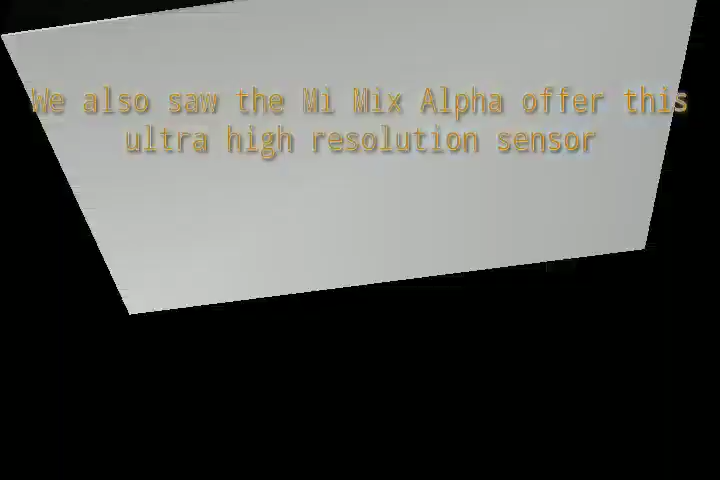 We also saw the Mi Mix Alpha offer this
ultra high resolution sensor